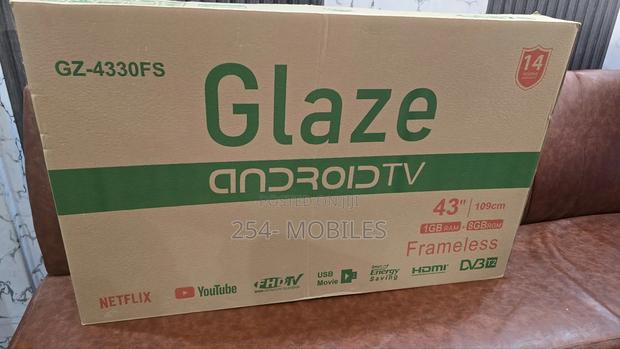 GZ-4330FS
14
Glaze
ANDROIDTV
POSTED ON JIJI
43" 109cm
254- MOBILES
1GB RAM + 8GB ROM
Frameless
NETFLIX
YouTube
FHDTV
USB
Movie
Energy
Saving
HDMI
DVB T2